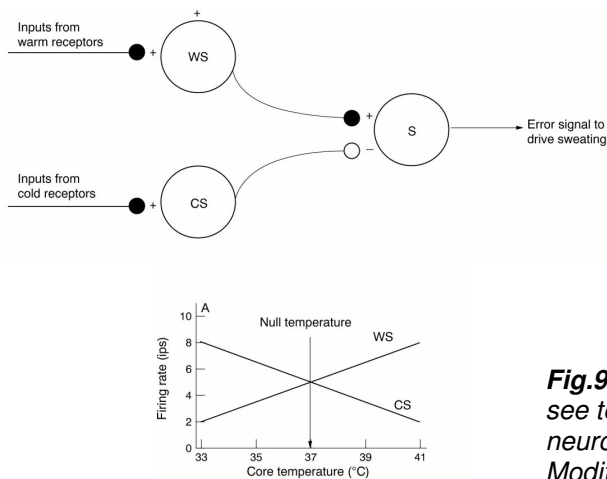 +
Inputs from
warm receptors
+
WS
+
S
Error signal to
drive sweating
–
Inputs from
cold receptors
+
CS
A
10
8
6
4
2
0
Firing rate (ips)
Null temperature
WS
CS
33 35 37 39 41
Core temperature (°C)
Fig.9
see to
neuro
Modif